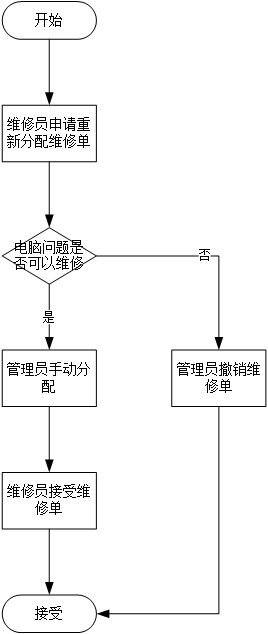 开始
维修员申请重
新分配维修单
电脑问题是
否可以维修
否
是
管理员手动分
配
管理员撤销维
修单
维修员接受维
修单
接受